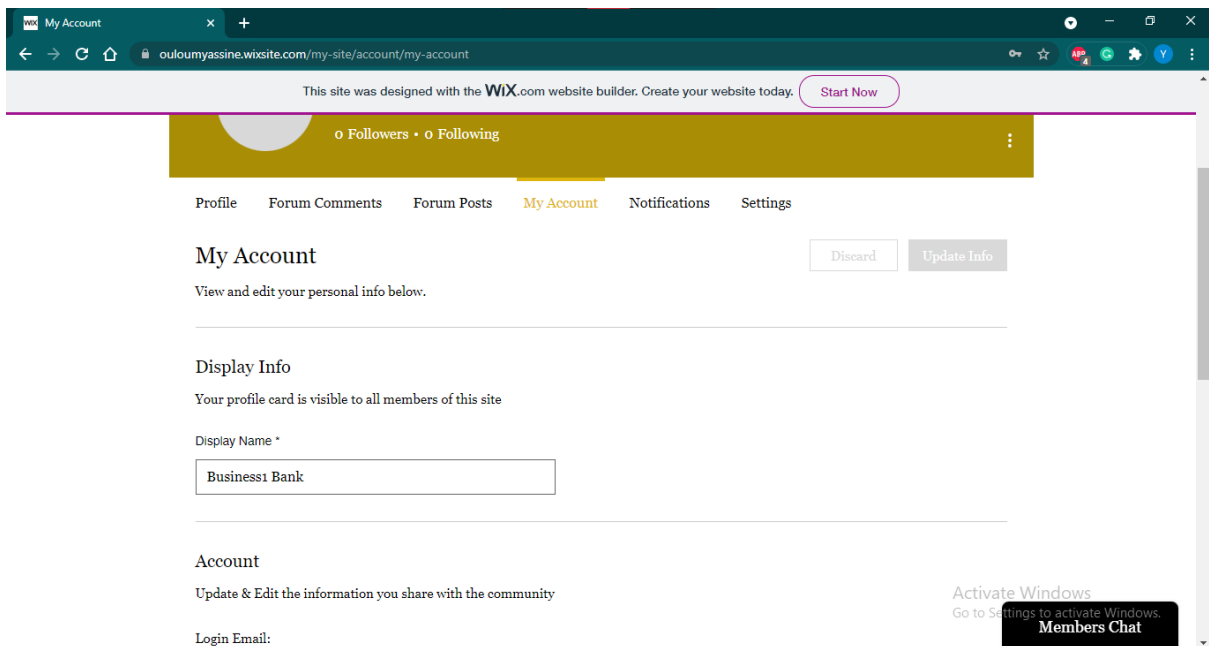 WiX My Account
ouloumyassine.wixsite.com/my-site/account/my-account
ABP
4
G
Y
This site was designed with the WiX.com website builder. Create your website today. Start Now
0 Followers • 0 Following
Profile Forum Comments Forum Posts My Account Notifications Settings
My Account
Discard Update Info
View and edit your personal info below.
Display Info
Your profile card is visible to all members of this site
Display Name *
Business1 Bank
Account
Update & Edit the information you share with the community
Activate Windows
Go to Settings to activate Windows.
Members Chat
Login Email: